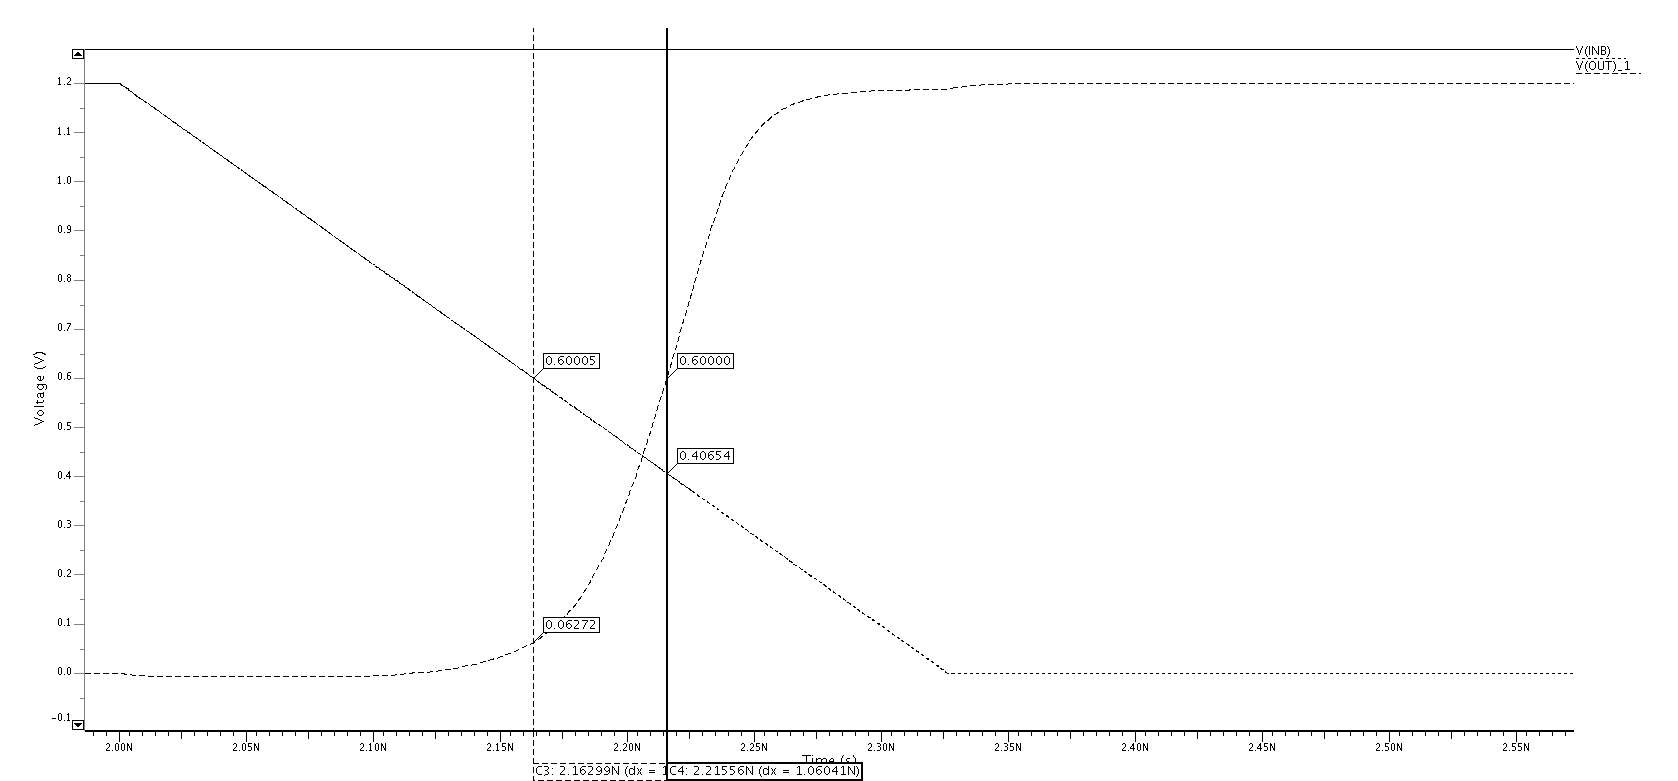 V(INB)
V(OUT)_1
1.2
1.1
1.0
0.9
0.8
0.7
0.6
0.5
0.4
0.3
0.2
0.1
0.0
-0.1
Voltage (V)
0.60005
0.60000
0.40654
0.06272
2.00N 2.05N 2.10N 2.15N 2.20N 2.25N 2.30N 2.35N 2.40N 2.45N 2.50N 2.55N
Time (s)
C3: 2.16299N (dx = 1
C4: 2.21556N (dx = 1.06041N)